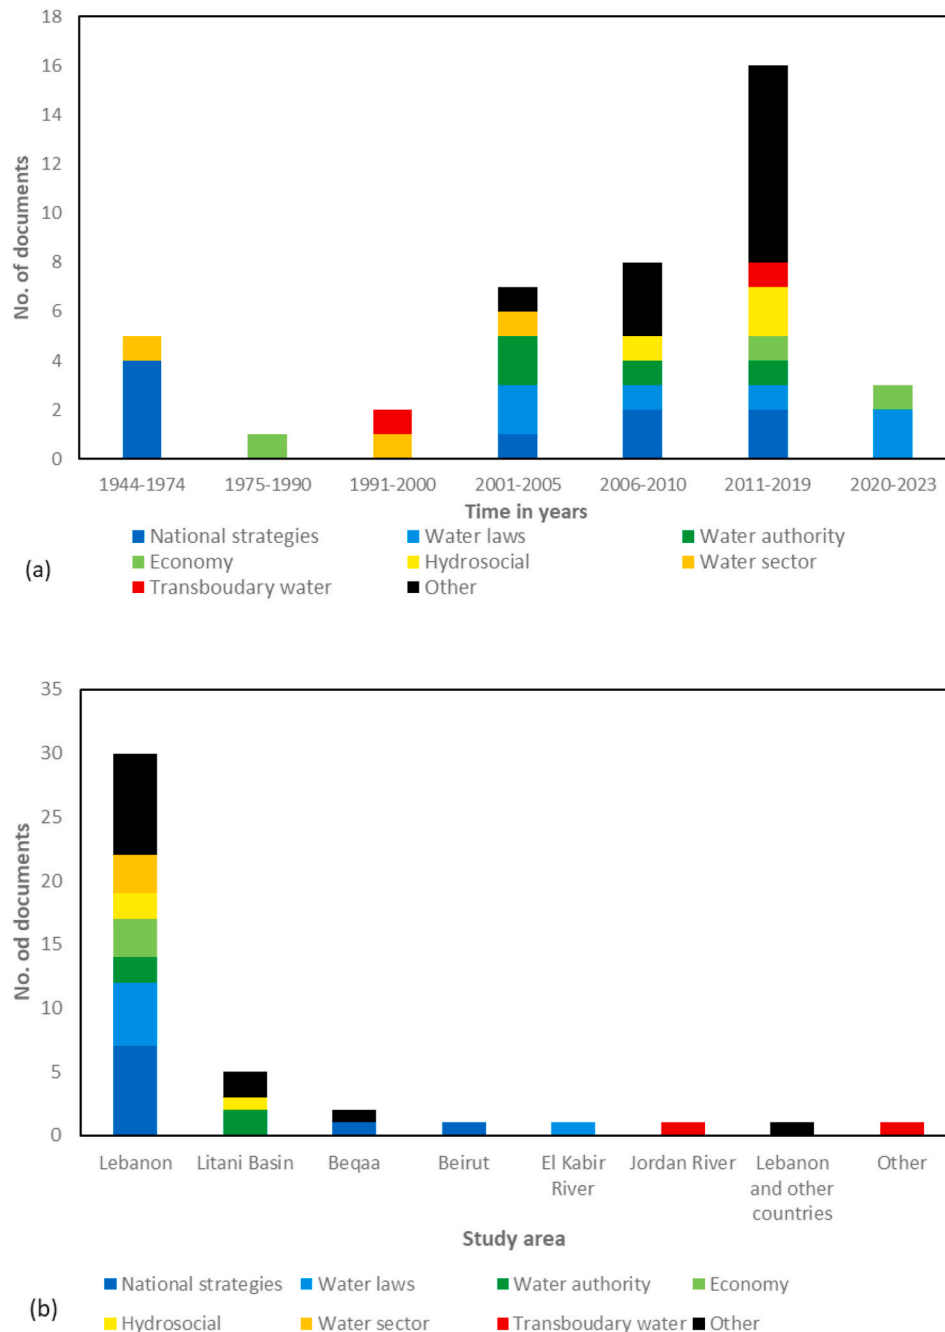 18
16
14
12
10
8
6
4
2
0
No. of documents
1944-1974 1975-1990 1991-2000 2001-2005 2006-2010 2011-2019 2020-2023
Time in years
National strategies Water laws Water authority
Economy Hydrosocial Water sector
Transboudary water Other
(a)
35
30
25
20
15
10
5
0
No. od documents
Lebanon Litani Basin Beqaa Beirut El Kabir Jordan River Lebanon Other
River and other
countries
Study area
National strategies Water laws Water authority Economy
Hydrosocial Water sector Transboudary water Other
(b)